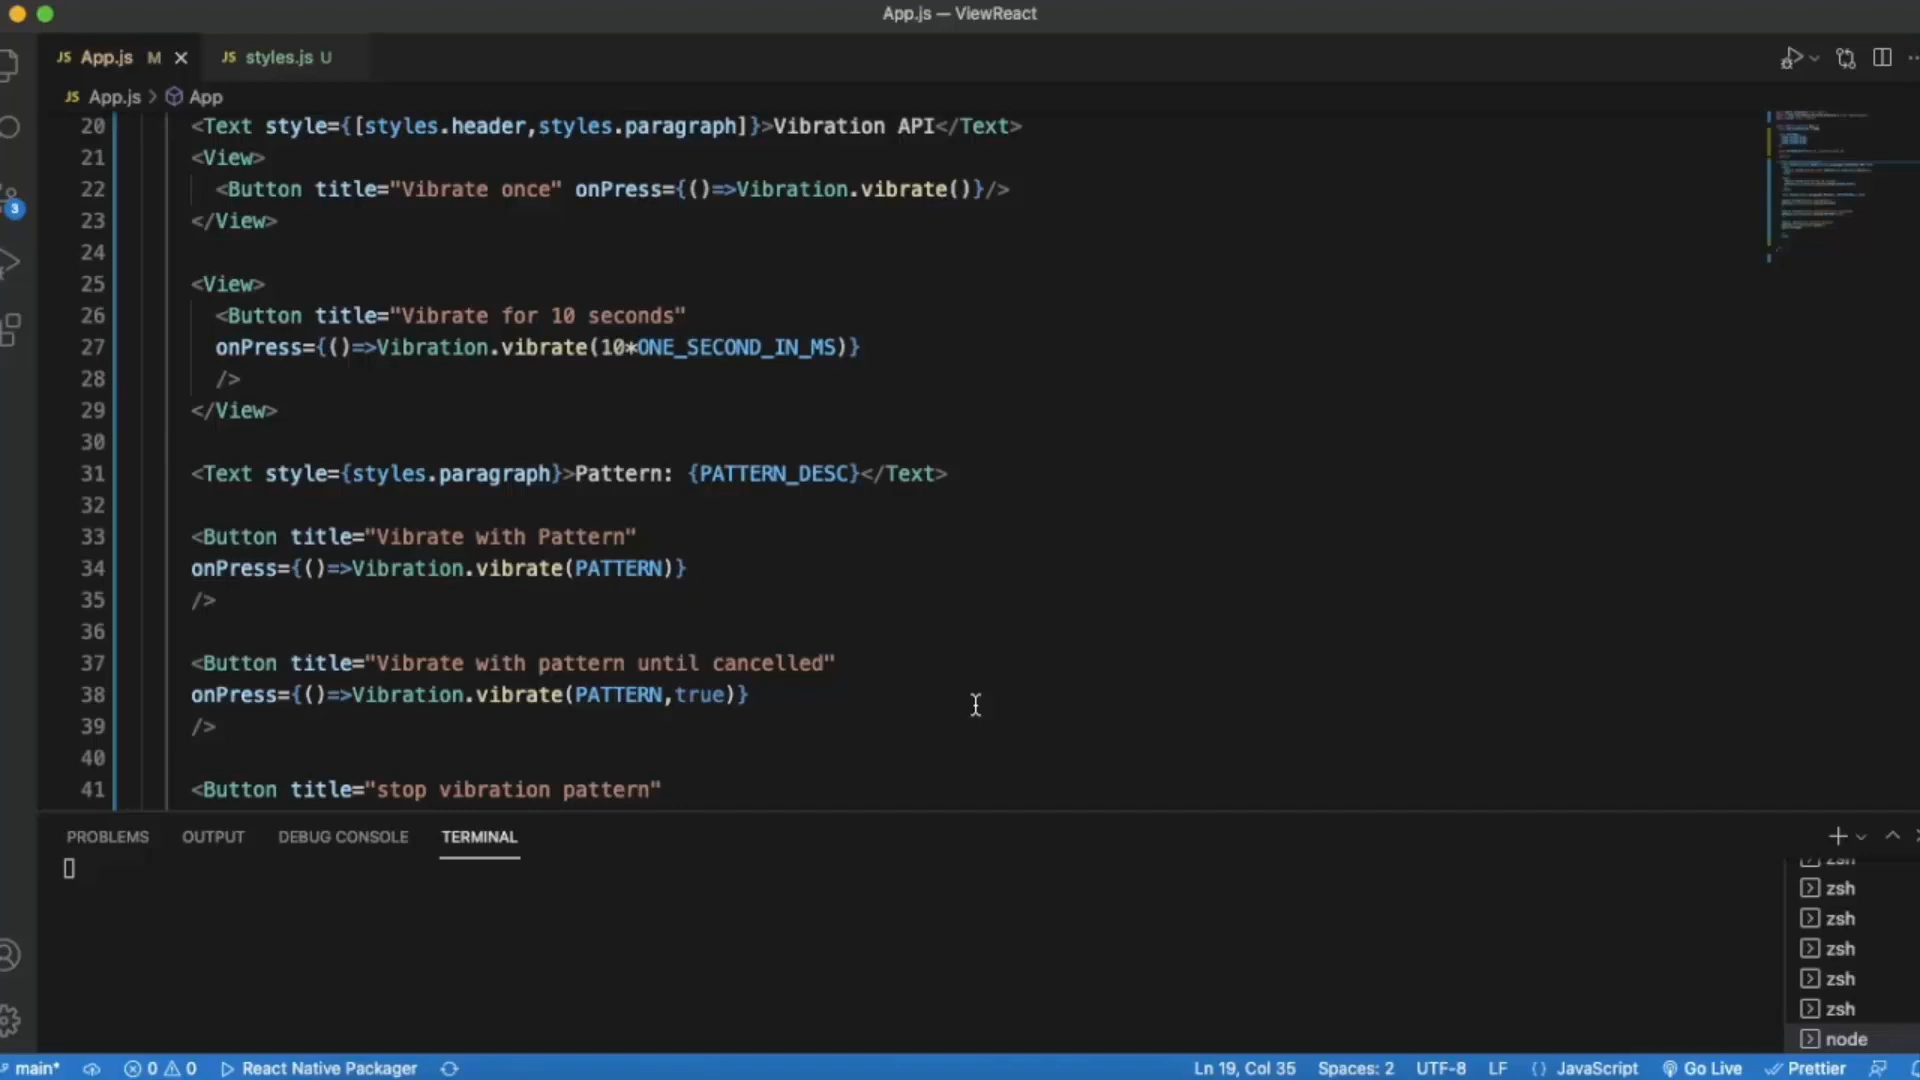 App.js — ViewReact
JS App.js M
JS styles.js U
JS App.js > App
20 <Text style={[styles.header,styles.paragraph]}>Vibration API</Text>
21 <View>
22 <Button title="Vibrate once" onPress={()=>Vibration.vibrate()}/>
23 </View>
24
25 <View>
26 <Button title="Vibrate for 10 seconds"
27 onPress={()=>Vibration.vibrate(10*ONE_SECOND_IN_MS)}
28 />
29 </View>
30
31 <Text style={styles.paragraph}>Pattern: {PATTERN_DESC}</Text>
32
33 <Button title="Vibrate with Pattern"
34 onPress={()=>Vibration.vibrate(PATTERN)}
35 />
36
37 <Button title="Vibrate with pattern until cancelled"
38 onPress={()=>Vibration.vibrate(PATTERN,true)}
39 />
40
41 <Button title="stop vibration pattern"
3
PROBLEMS OUTPUT DEBUG CONSOLE TERMINAL
zsh
zsh
zsh
zsh
zsh
zsh
node
main* 0 0 React Native Packager Ln 19, Col 35 Spaces: 2 UTF-8 LF {} JavaScript Go Live Prettier